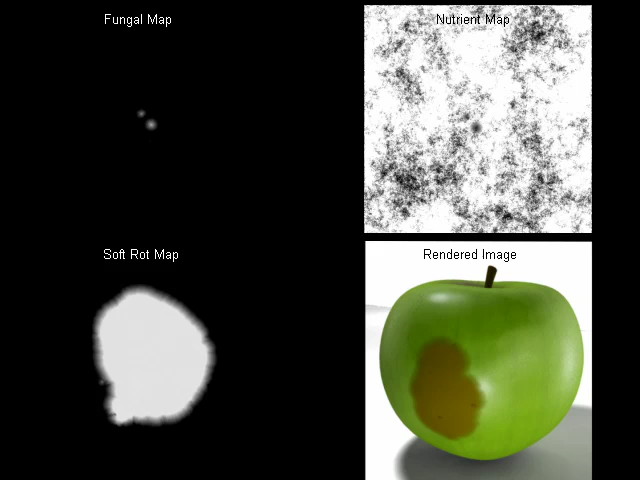 Fungal Map
Nutrient Map
Soft Rot Map
Rendered Image